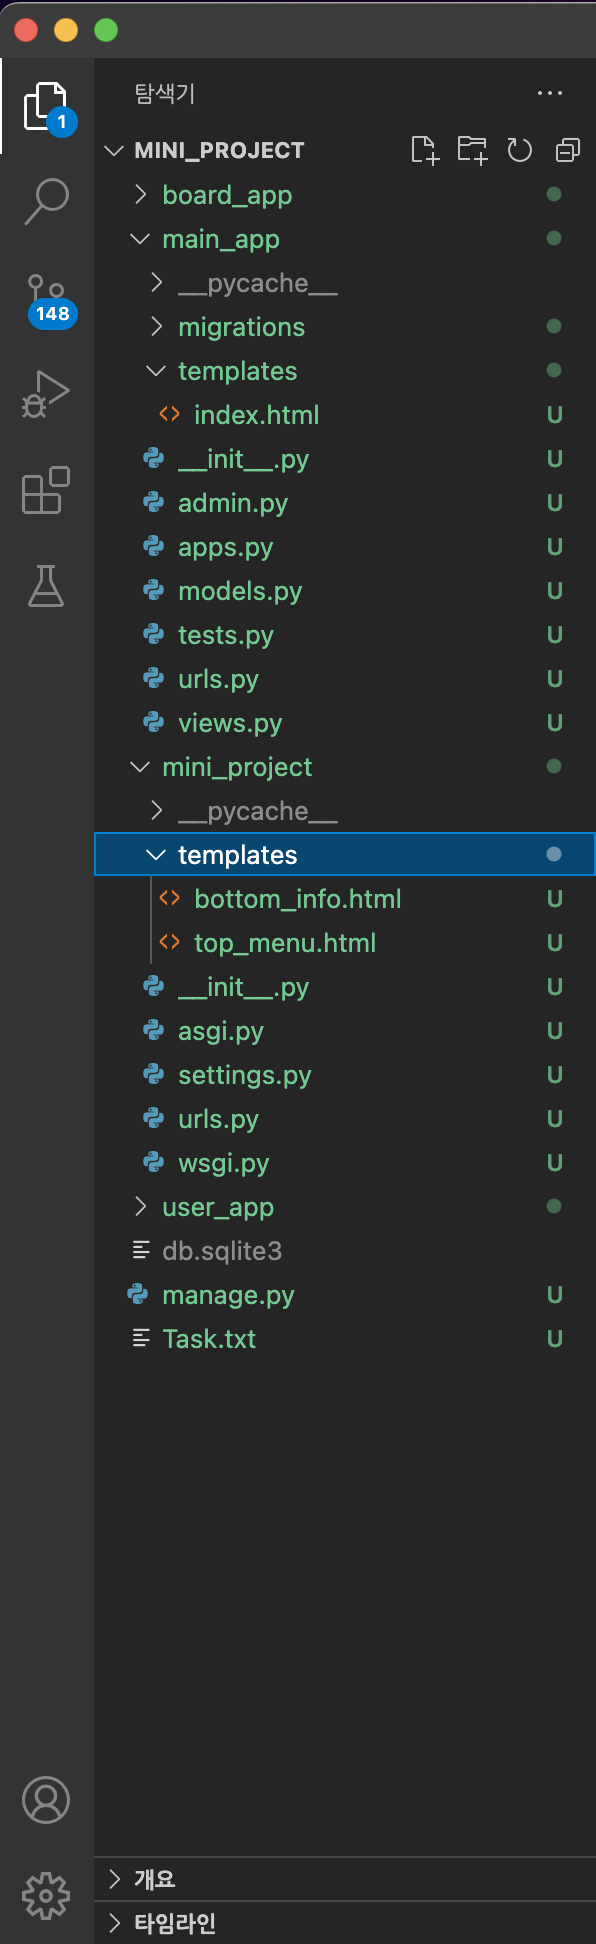 탐색기
1
MINI_PROJECT
board_app
main_app
__pycache__
148
migrations
templates
index.html U
__init__.py U
admin.py U
apps.py U
models.py U
tests.py U
urls.py U
views.py U
mini_project
__pycache__
templates
bottom_info.html U
top_menu.html U
__init__.py U
asgi.py U
settings.py U
urls.py U
wsgi.py U
user_app
db.sqlite3
manage.py U
Task.txt U
개요
타임라인